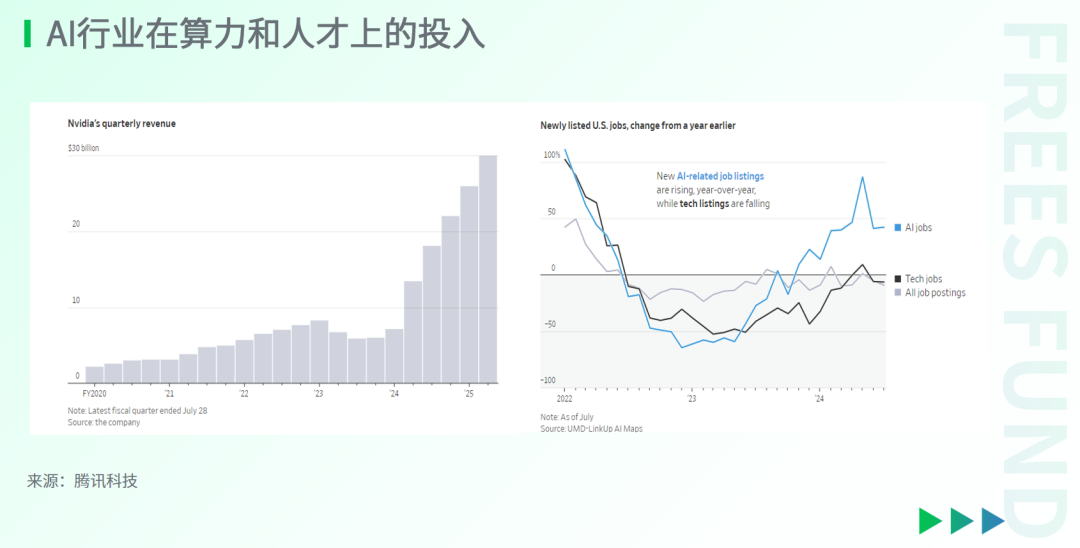 AI行业在算力和人才上的投入
Nvidia's quarterly revenue
$30 billion
20
10
0
FY2020 '21 '22 '23 '24 '25
Note: Latest fiscal quarter ended July 28
Source: the company
Newly listed U.S. jobs, change from a year earlier
100%
50
0
-50
-100
New AI-related job listings
are rising, year-over-year,
while tech listings are falling
AI jobs
Tech jobs
All job postings
2022 '23 '24
Note: As of July
Source: UMD-LinkUp AI Maps
来源：腾讯科技
FREES FUND